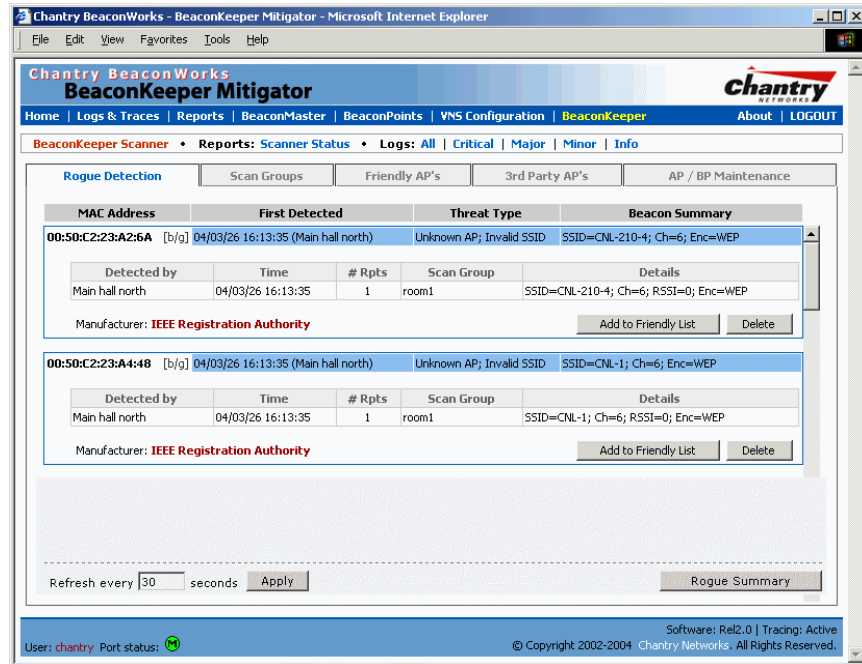 Chantry BeaconWorks - BeaconKeeper Mitigator - Microsoft Internet Explorer
File Edit View Favorites Tools Help
Chantry BeaconWorks
BeaconKeeper Mitigator
Chantry
NETWORKS
Home | Logs & Traces | Reports | BeaconMaster | BeaconPoints | VNS Configuration | BeaconKeeper About | LOGOUT
BeaconKeeper Scanner • Reports: Scanner Status • Logs: All | Critical | Major | Minor | Info
Rogue Detection Scan Groups Friendly AP's 3rd Party AP's AP / BP Maintenance
MAC Address First Detected Threat Type Beacon Summary
00:50:C2:23:A2:6A [b/g] 04/03/26 16:13:35 (Main hall north) Unknown AP; Invalid SSID SSID=CNL-210-4; Ch=6; Enc=WEP
Detected by Time # Rpts Scan Group Details
Main hall north 04/03/26 16:13:35 1 room1 SSID=CNL-210-4; Ch=6; RSSI=0; Enc=WEP
Manufacturer: IEEE Registration Authority Add to Friendly List Delete
00:50:C2:23:A4:48 [b/g] 04/03/26 16:13:35 (Main hall north) Unknown AP; Invalid SSID SSID=CNL-1; Ch=6; Enc=WEP
Detected by Time # Rpts Scan Group Details
Main hall north 04/03/26 16:13:35 1 room1 SSID=CNL-1; Ch=6; RSSI=0; Enc=WEP
Manufacturer: IEEE Registration Authority Add to Friendly List Delete
Refresh every 30 seconds Apply Rogue Summary
Software: Rel2.0 | Tracing: Active
User: chantry Port status: M © Copyright 2002-2004 Chantry Networks. All Rights Reserved.